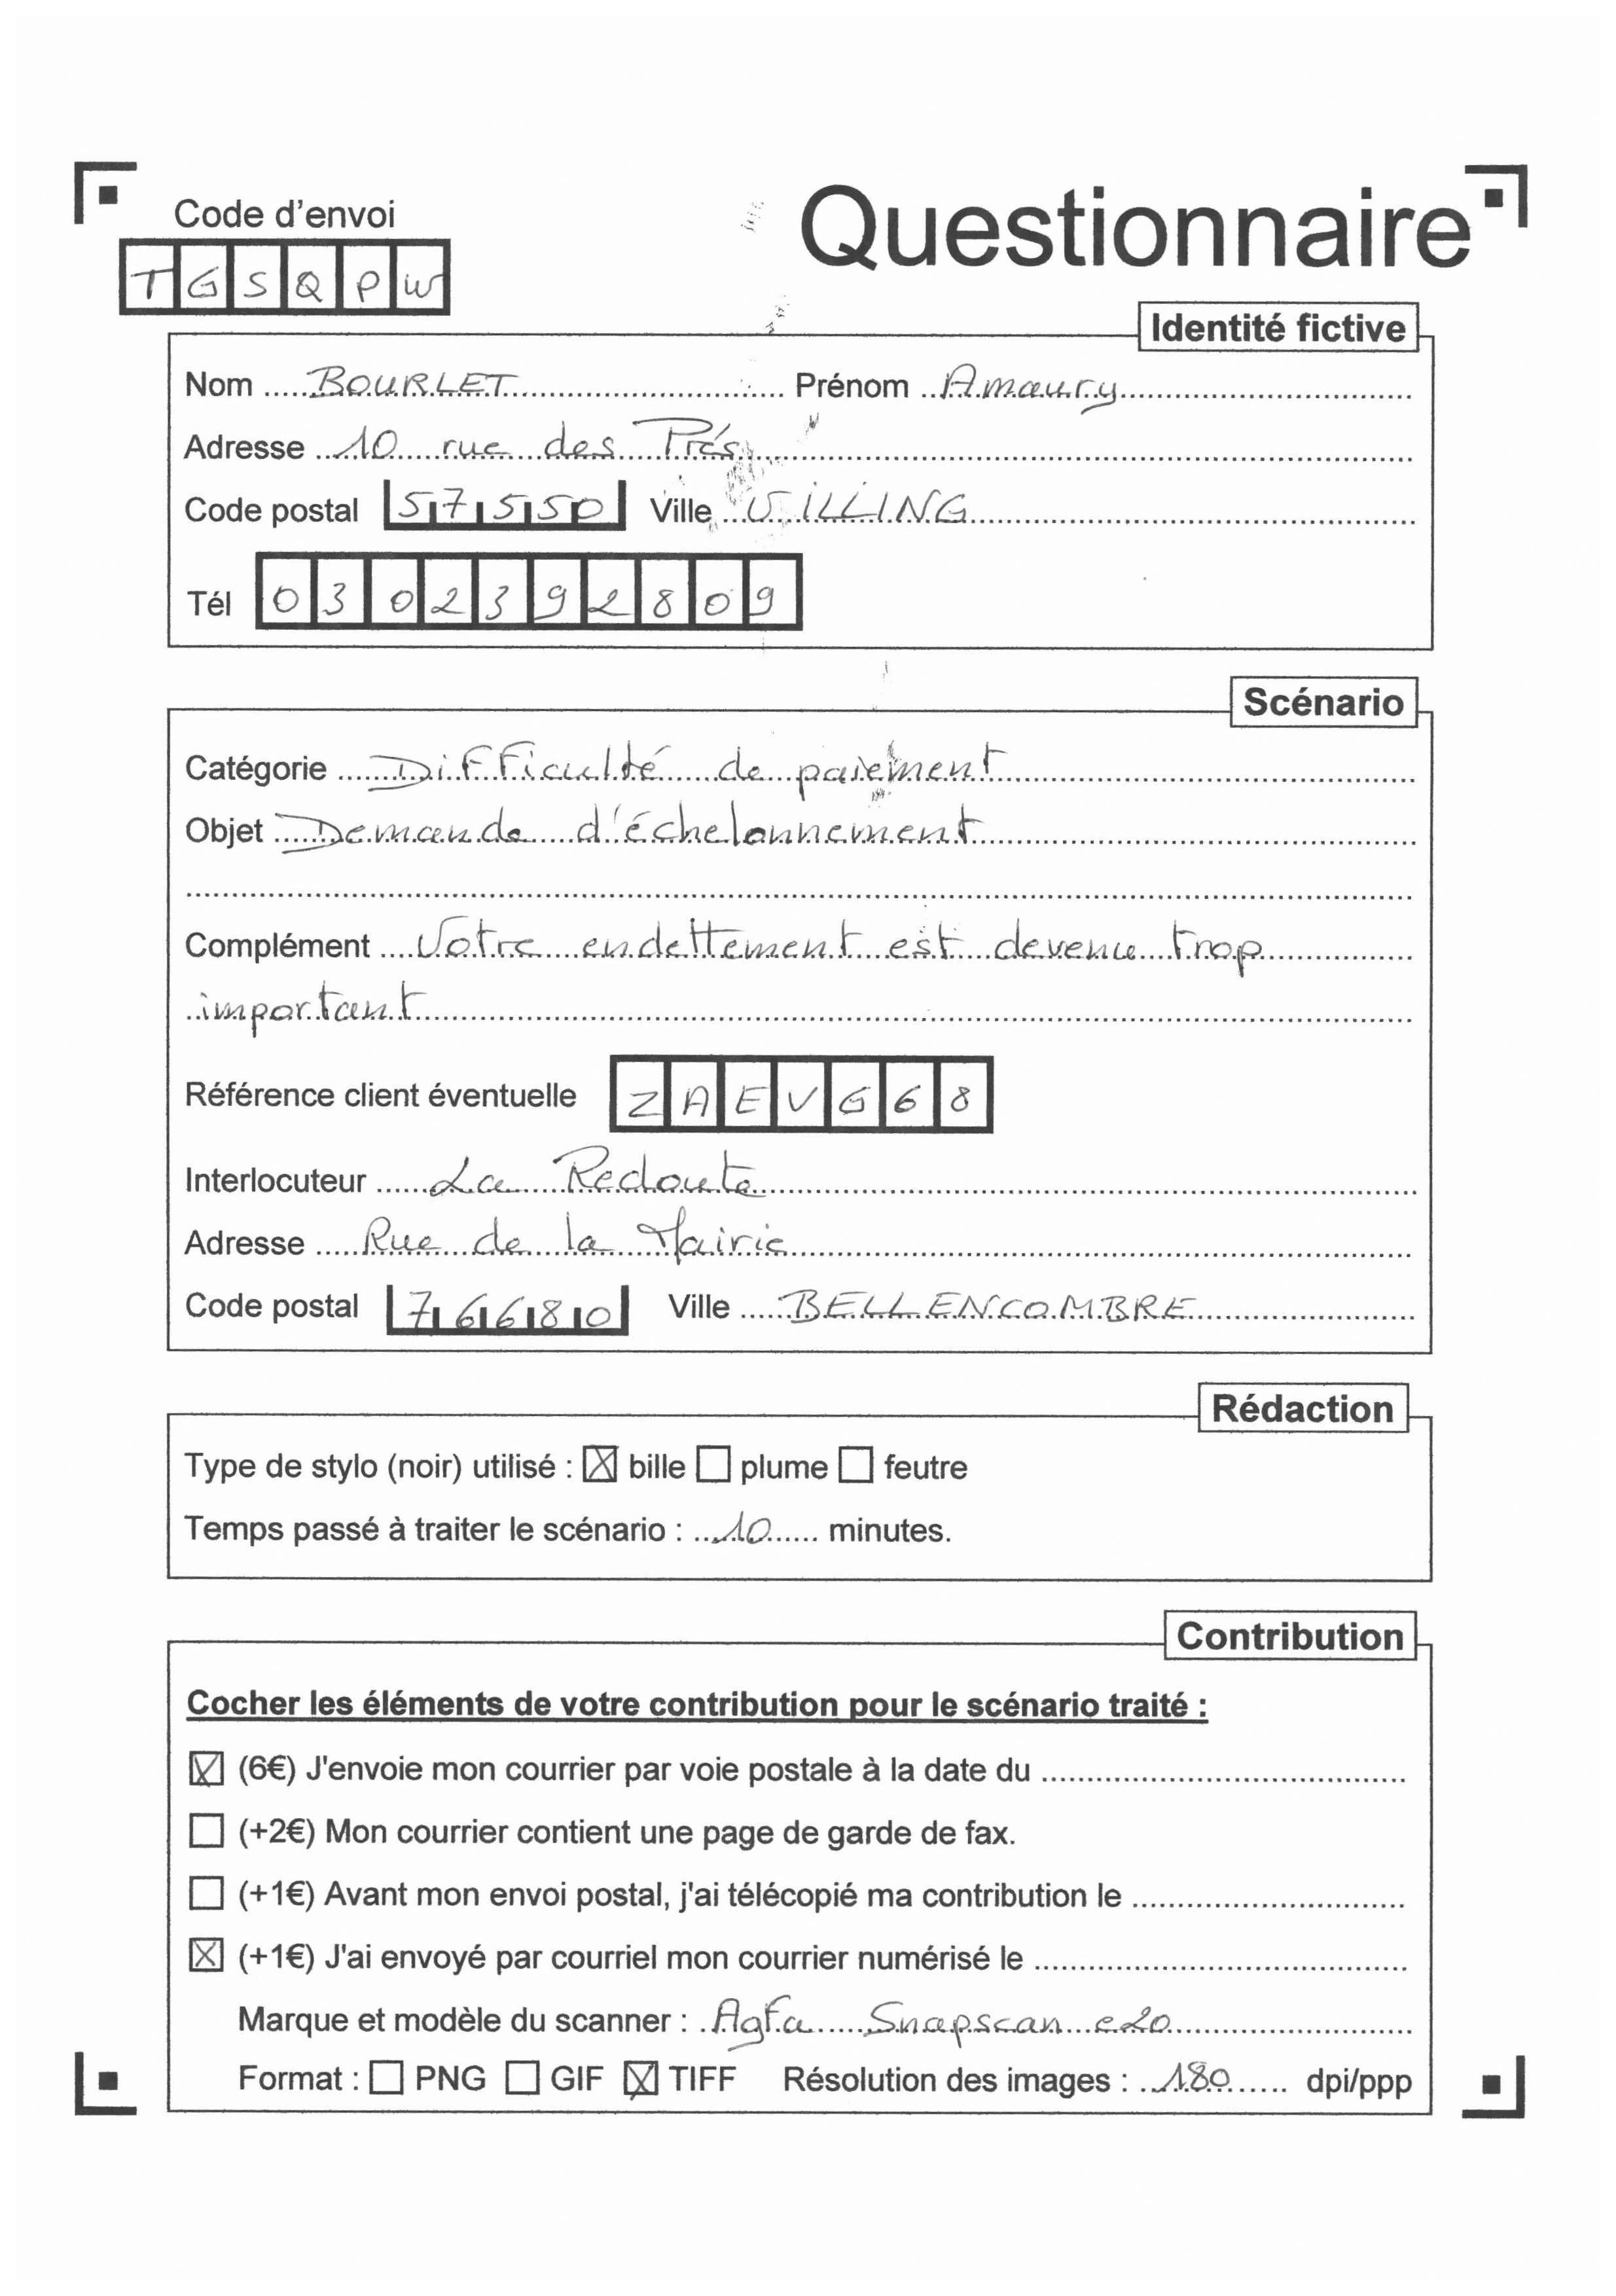 Code d'envoi
Questionnaire
TGSQPW
Identité fictive
Nom BOURLET Prénom Amaury
Adresse 10 rue des Prés
Code postal 57550 Ville VILLING
Tél 0302392809
Scénario
Catégorie Difficulté de paiement
Objet Demande d'échelonnement
Complément Votre endettement est devenu trop
important
Référence client éventuelle ZAEVG68
Interlocuteur La Redoute
Adresse Rue de la Mairie
Code postal 76680 Ville BELLENCOMBRE
Rédaction
Type de stylo (noir) utilisé : ☒ bille ☐ plume ☐ feutre
Temps passé à traiter le scénario : 10 minutes.
Contribution
Cocher les éléments de votre contribution pour le scénario traité :
☒ (6€) J'envoie mon courrier par voie postale à la date du
☐ (+2€) Mon courrier contient une page de garde de fax.
☐ (+1€) Avant mon envoi postal, j'ai télécopié ma contribution le
☒ (+1€) J'ai envoyé par courriel mon courrier numérisé le
Marque et modèle du scanner : Agfa Snapscan e20
Format : ☐ PNG ☐ GIF ☒ TIFF Résolution des images : 180 dpi/ppp